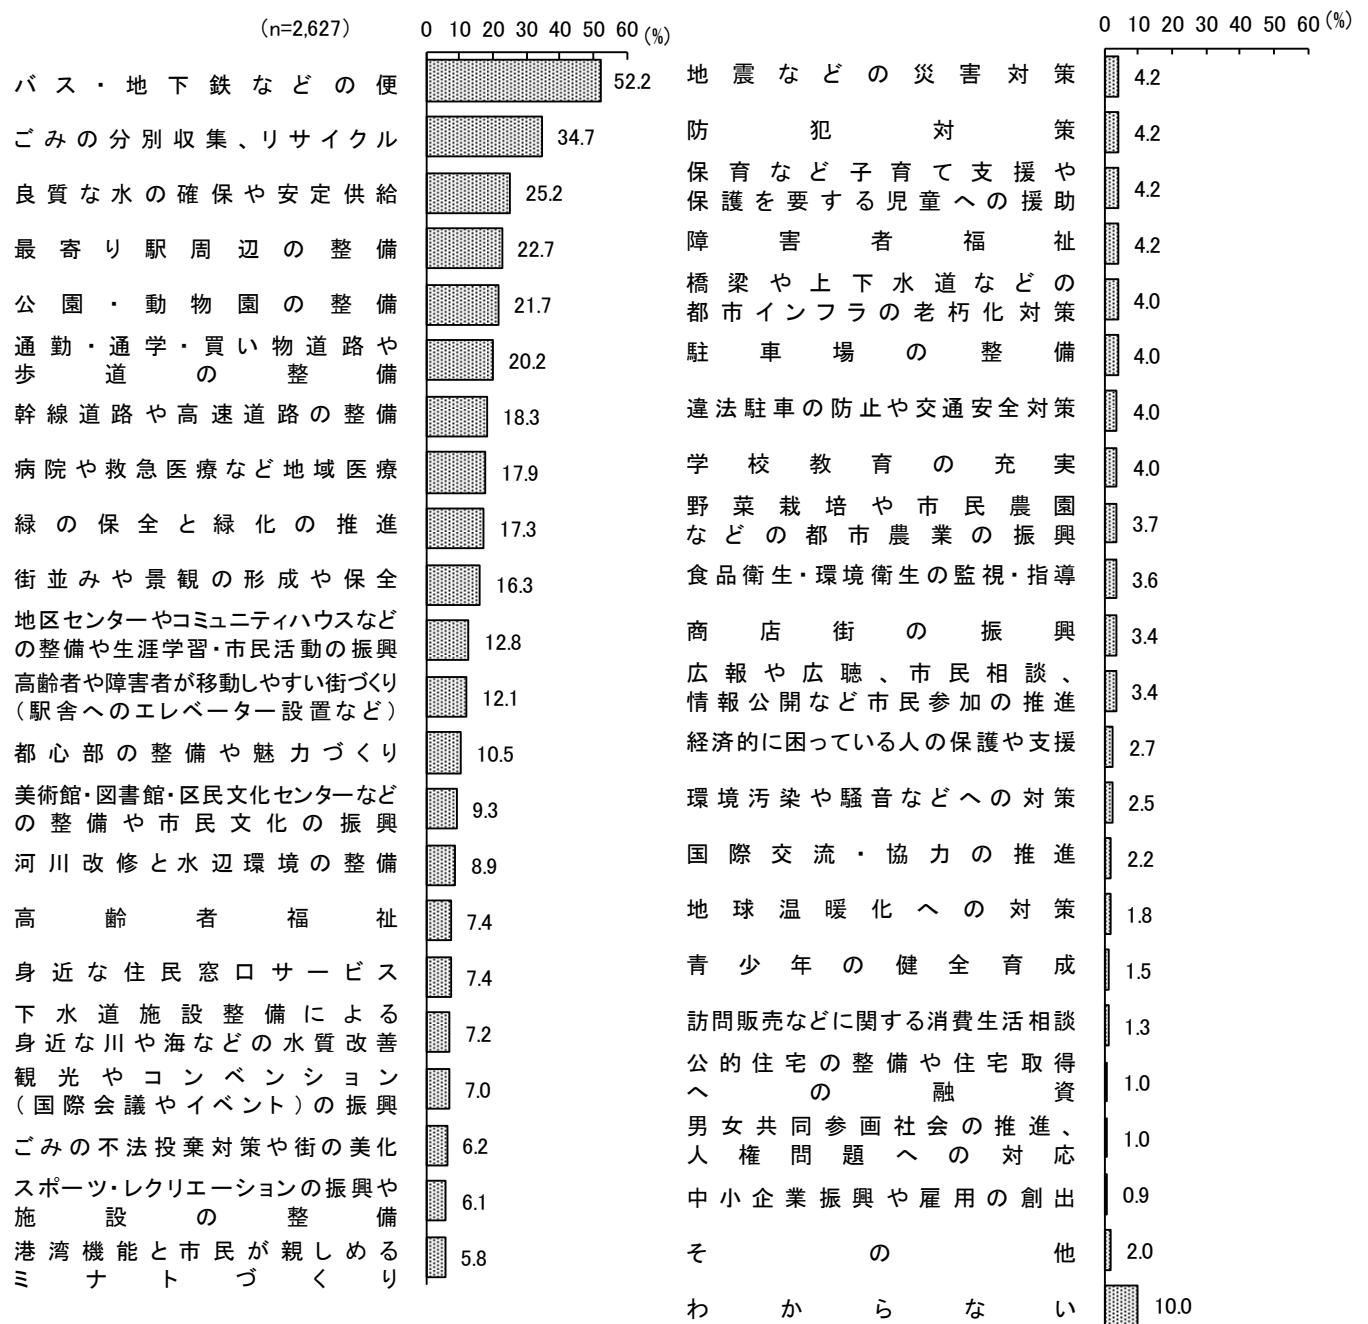 (n=2,627)
0 10 20 30 40 50 60 (%)
バス・地下鉄などの便
52.2
ごみの分別収集、リサイクル
34.7
良質な水の確保や安定供給
25.2
最寄り駅周辺の整備
22.7
公園・動物園の整備
21.7
通勤・通学・買い物道路や
歩道の整備
20.2
幹線道路や高速道路の整備
18.3
病院や救急医療など地域医療
17.9
緑の保全と緑化の推進
17.3
街並みや景観の形成や保全
16.3
地区センターやコミュニティハウスなど
の整備や生涯学習・市民活動の振興
12.8
高齢者や障害者が移動しやすい街づくり
(駅舎へのエレベーター設置など)
12.1
都心部の整備や魅力づくり
10.5
美術館・図書館・区民文化センターなど
の整備や市民文化の振興
9.3
河川改修と水辺環境の整備
8.9
高齢者福祉
7.4
身近な住民窓口サービス
7.4
下水道施設整備による
身近な川や海などの水質改善
7.2
観光やコンベンション
(国際会議やイベント)の振興
7.0
ごみの不法投棄対策や街の美化
6.2
スポーツ・レクリエーションの振興や
施設の整備
6.1
港湾機能と市民が親しめる
ミナトづくり
5.8
0 10 20 30 40 50 60 (%)
地震などの災害対策
4.2
防犯対策
4.2
保育など子育て支援や
保護を要する児童への援助
4.2
障害者福祉
4.2
橋梁や上下水道などの
都市インフラの老朽化対策
4.0
駐車場の整備
4.0
違法駐車の防止や交通安全対策
4.0
学校教育の充実
4.0
野菜栽培や市民農園
などの都市農業の振興
3.7
食品衛生・環境衛生の監視・指導
3.6
商店街の振興
3.4
広報や広聴、市民相談、
情報公開など市民参加の推進
3.4
経済的に困っている人の保護や支援
2.7
環境汚染や騒音などへの対策
2.5
国際交流・協力の推進
2.2
地球温暖化への対策
1.8
青少年の健全育成
1.5
訪問販売などに関する消費生活相談
1.3
公的住宅の整備や住宅取得
への融資
1.0
男女共同参画社会の推進、
人権問題への対応
1.0
中小企業振興や雇用の創出
0.9
その他
2.0
わからない
10.0